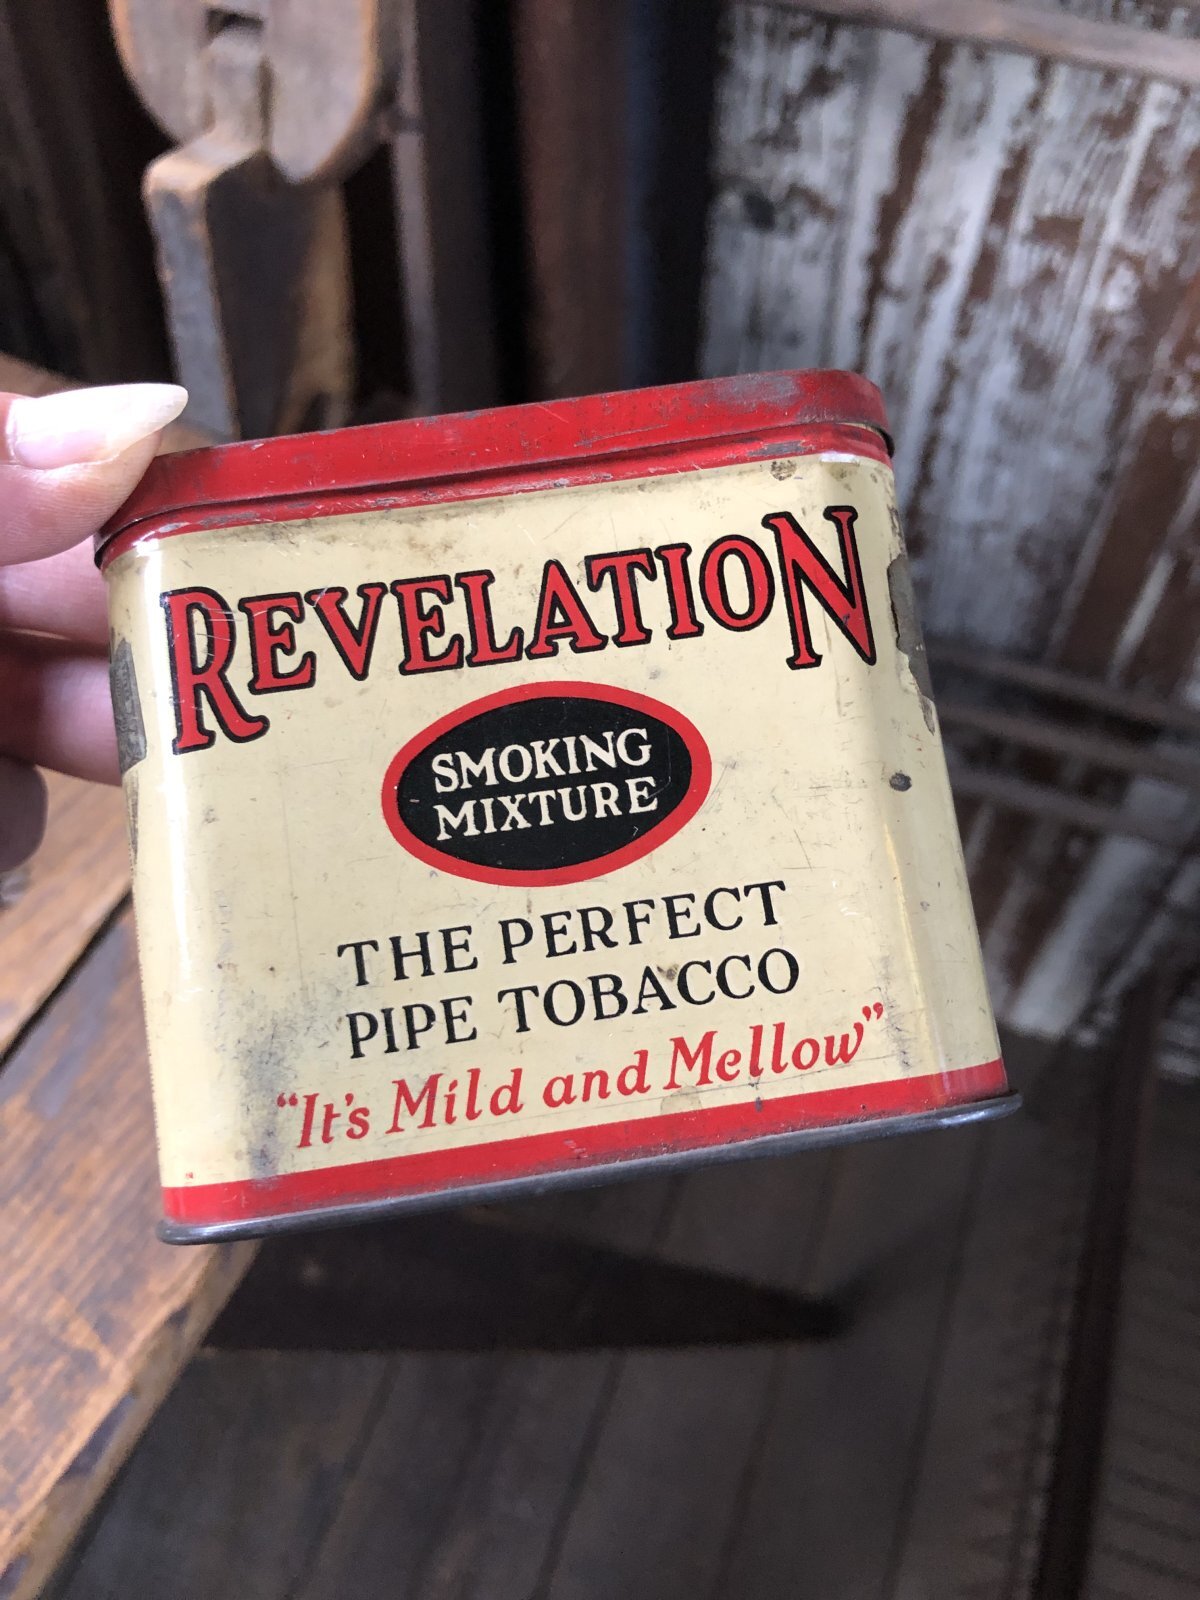 REVELATION
SMOKING
MIXTURE
THE PERFECT
PIPE TOBACCO
"It's Mild and Mellow"